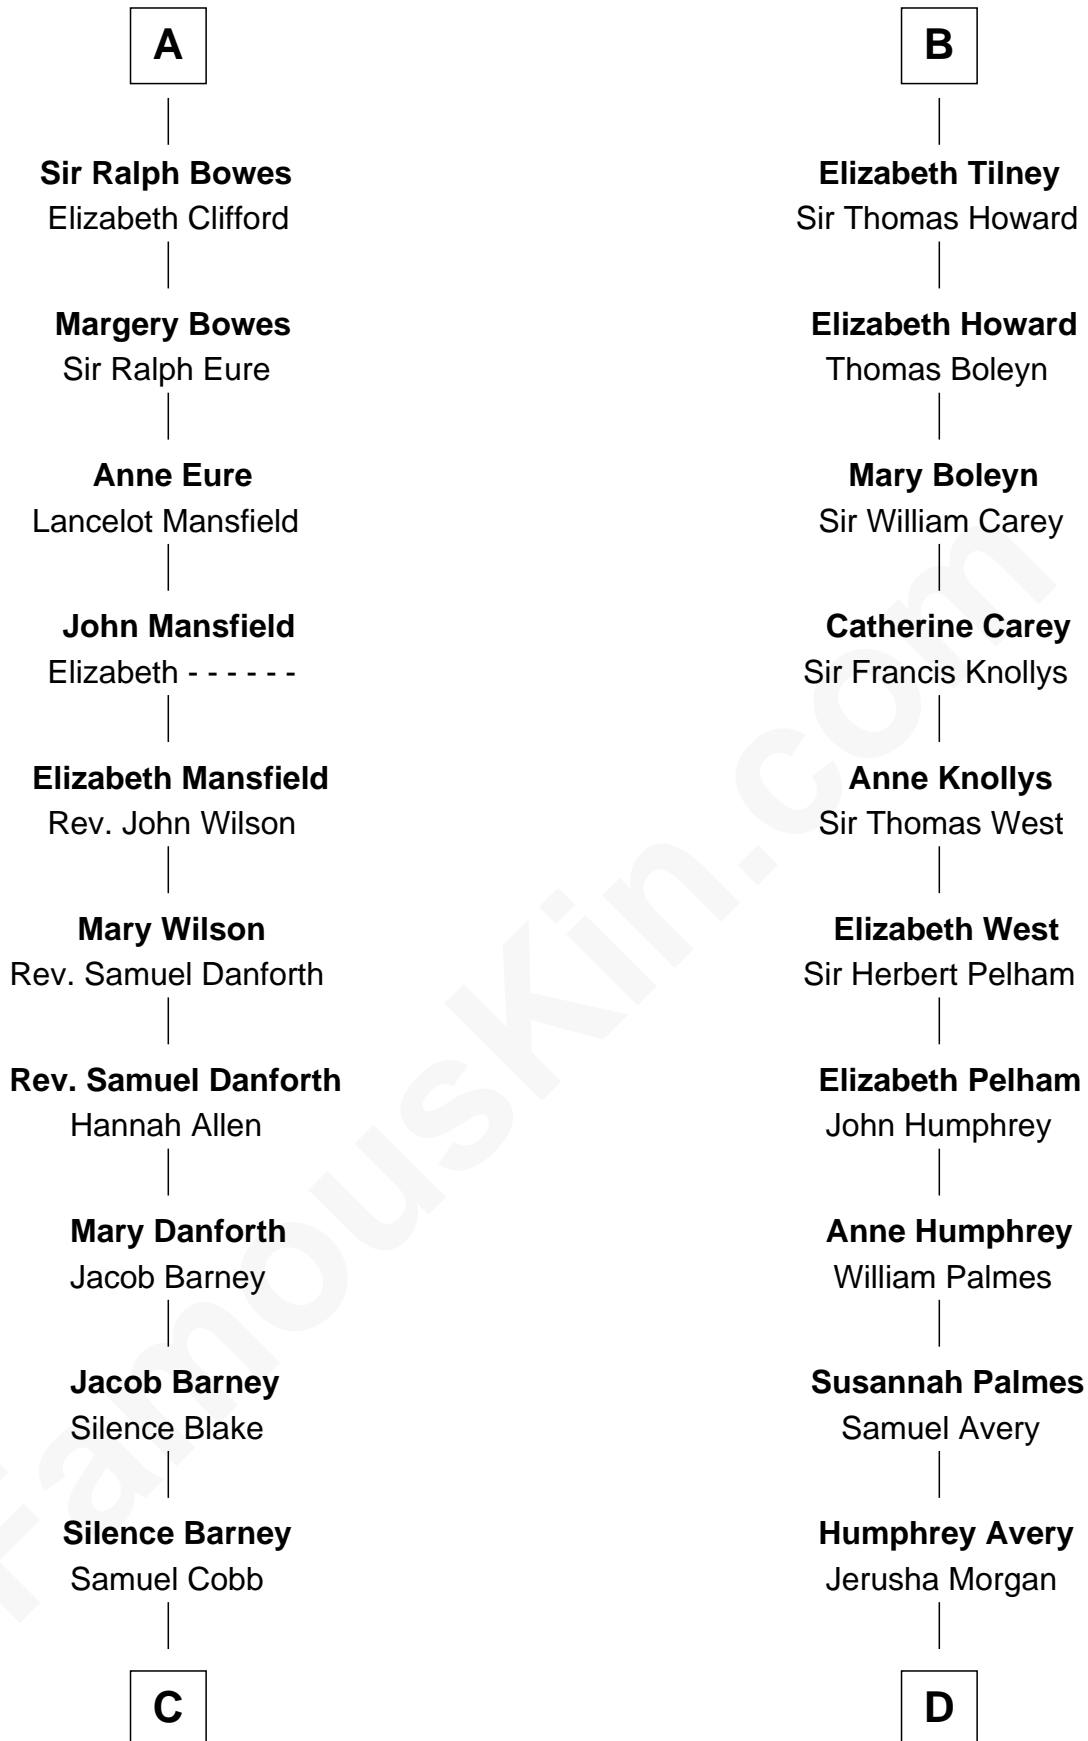 A
Sir Ralph Bowes
Elizabeth Clifford
Margery Bowes
Sir Ralph Eure
Anne Eure
Lancelot Mansfield
John Mansfield
Elizabeth - - - - - -
Elizabeth Mansfield
Rev. John Wilson
Mary Wilson
Rev. Samuel Danforth
Rev. Samuel Danforth
Hannah Allen
Mary Danforth
Jacob Barney
Jacob Barney
Silence Blake
Silence Barney
Samuel Cobb
C
B
Elizabeth Tilney
Sir Thomas Howard
Elizabeth Howard
Thomas Boleyn
Mary Boleyn
Sir William Carey
Catherine Carey
Sir Francis Knollys
Anne Knollys
Sir Thomas West
Elizabeth West
Sir Herbert Pelham
Elizabeth Pelham
John Humphrey
Anne Humphrey
William Palmes
Susannah Palmes
Samuel Avery
Humphrey Avery
Jerusha Morgan
D
FamousKin.com